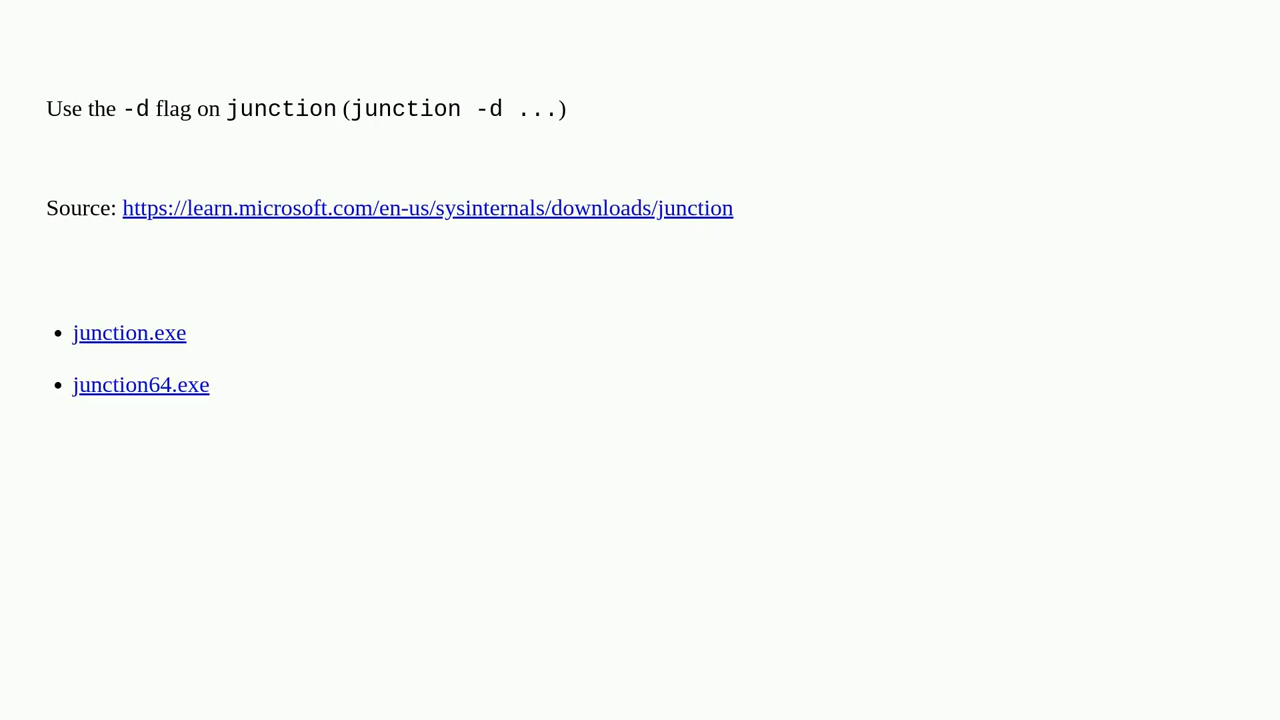 Use the -d flag on junction (junction -d ...)
Source: https://learn.microsoft.com/en-us/sysinternals/downloads/junction
• junction.exe
• junction64.exe